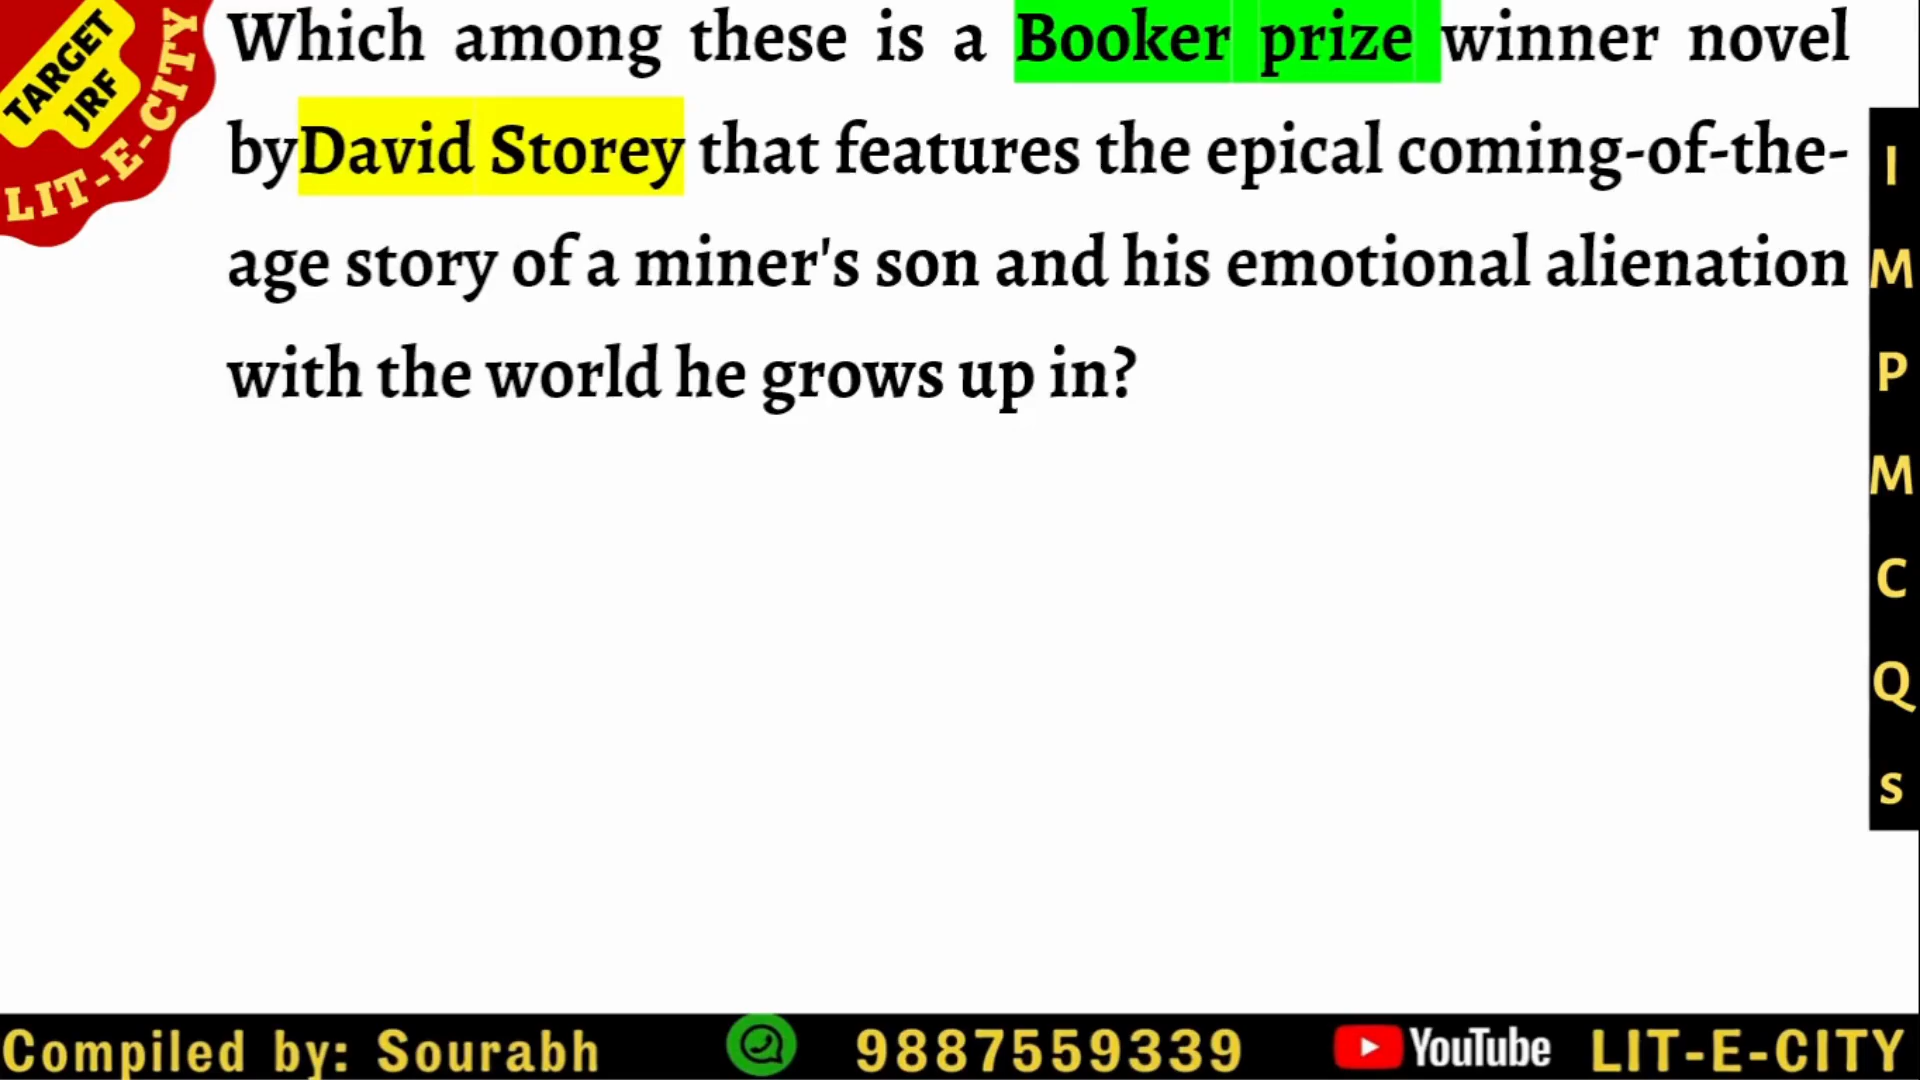 TARGET
JRF
LIT-E-CITY
Which among these is a Booker prize winner novel
byDavid Storey that features the epical coming-of-the-
age story of a miner's son and his emotional alienation
with the world he grows up in?
I
M
P
M
C
Q
s
Compiled by: Sourabh 9887559339 YouTube LIT-E-CITY